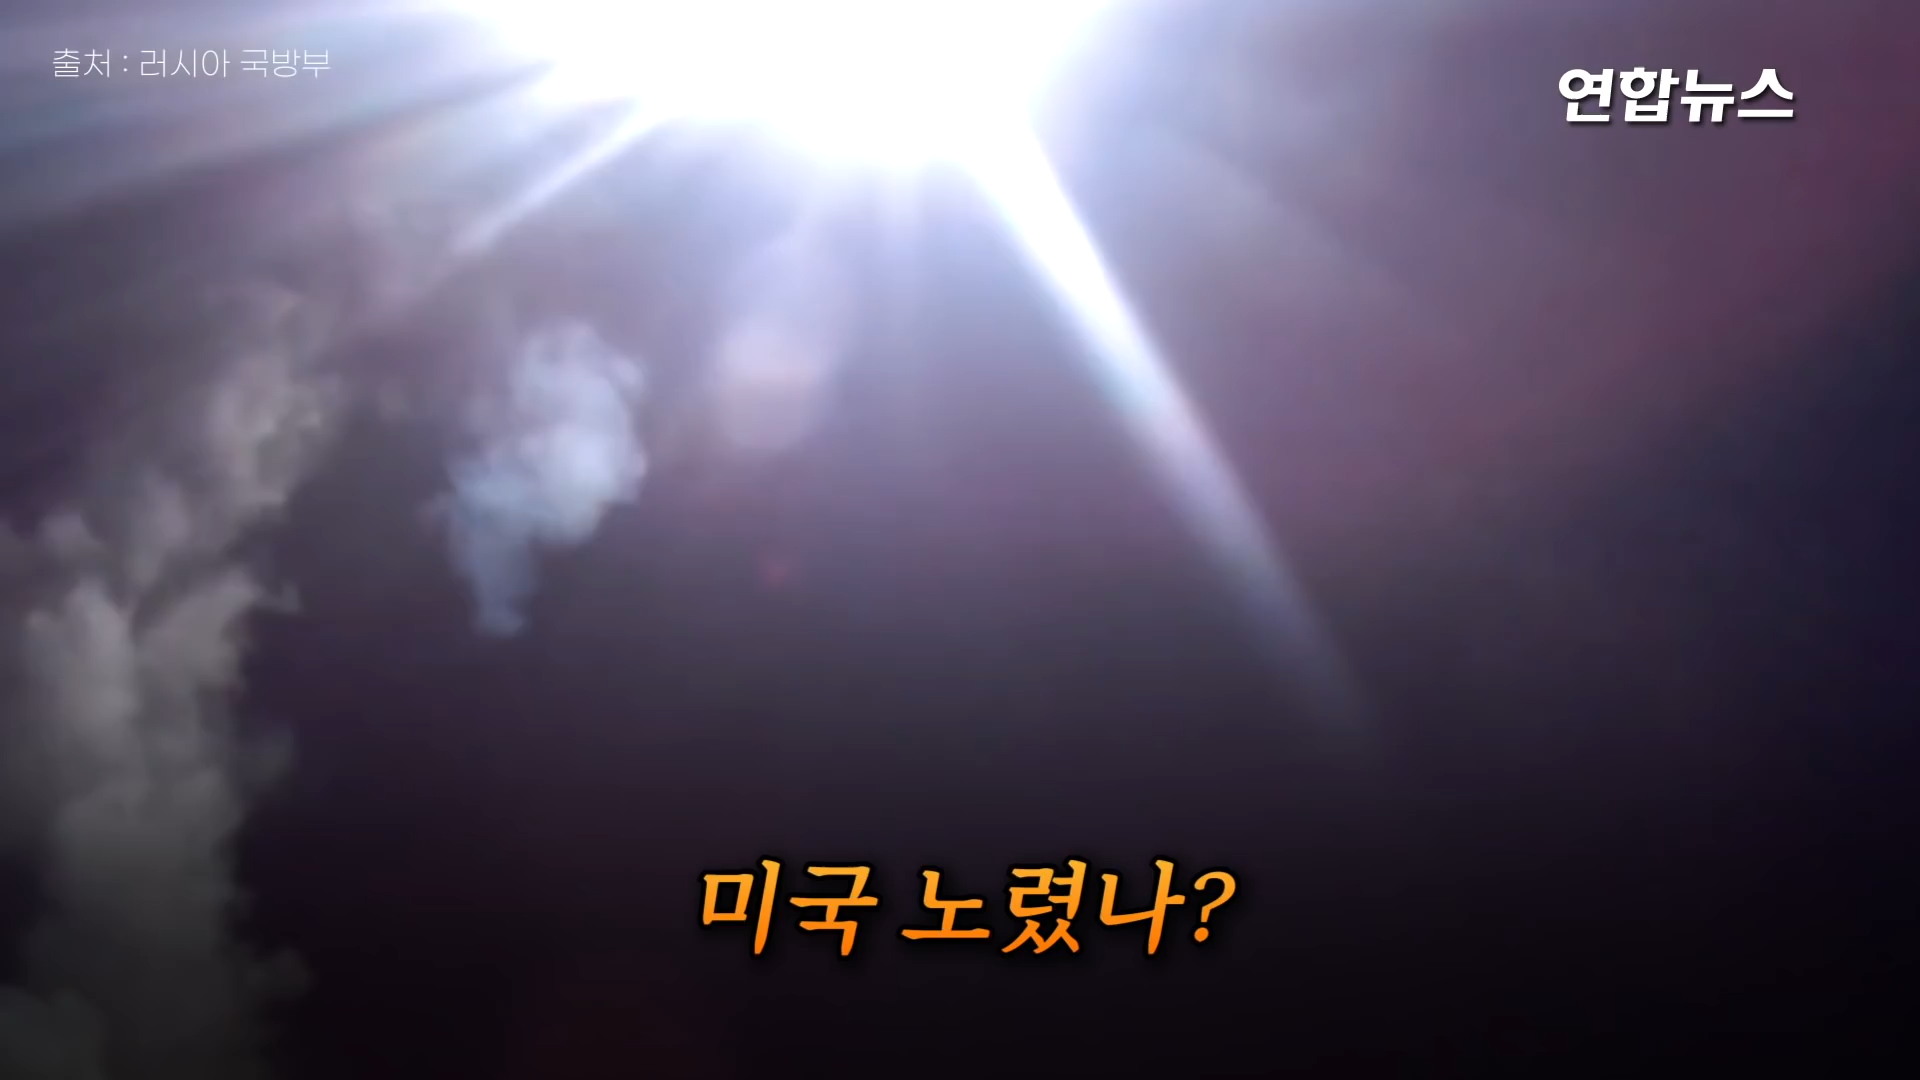 출처 : 러시아 국방부
연합뉴스
미국 노렸나?